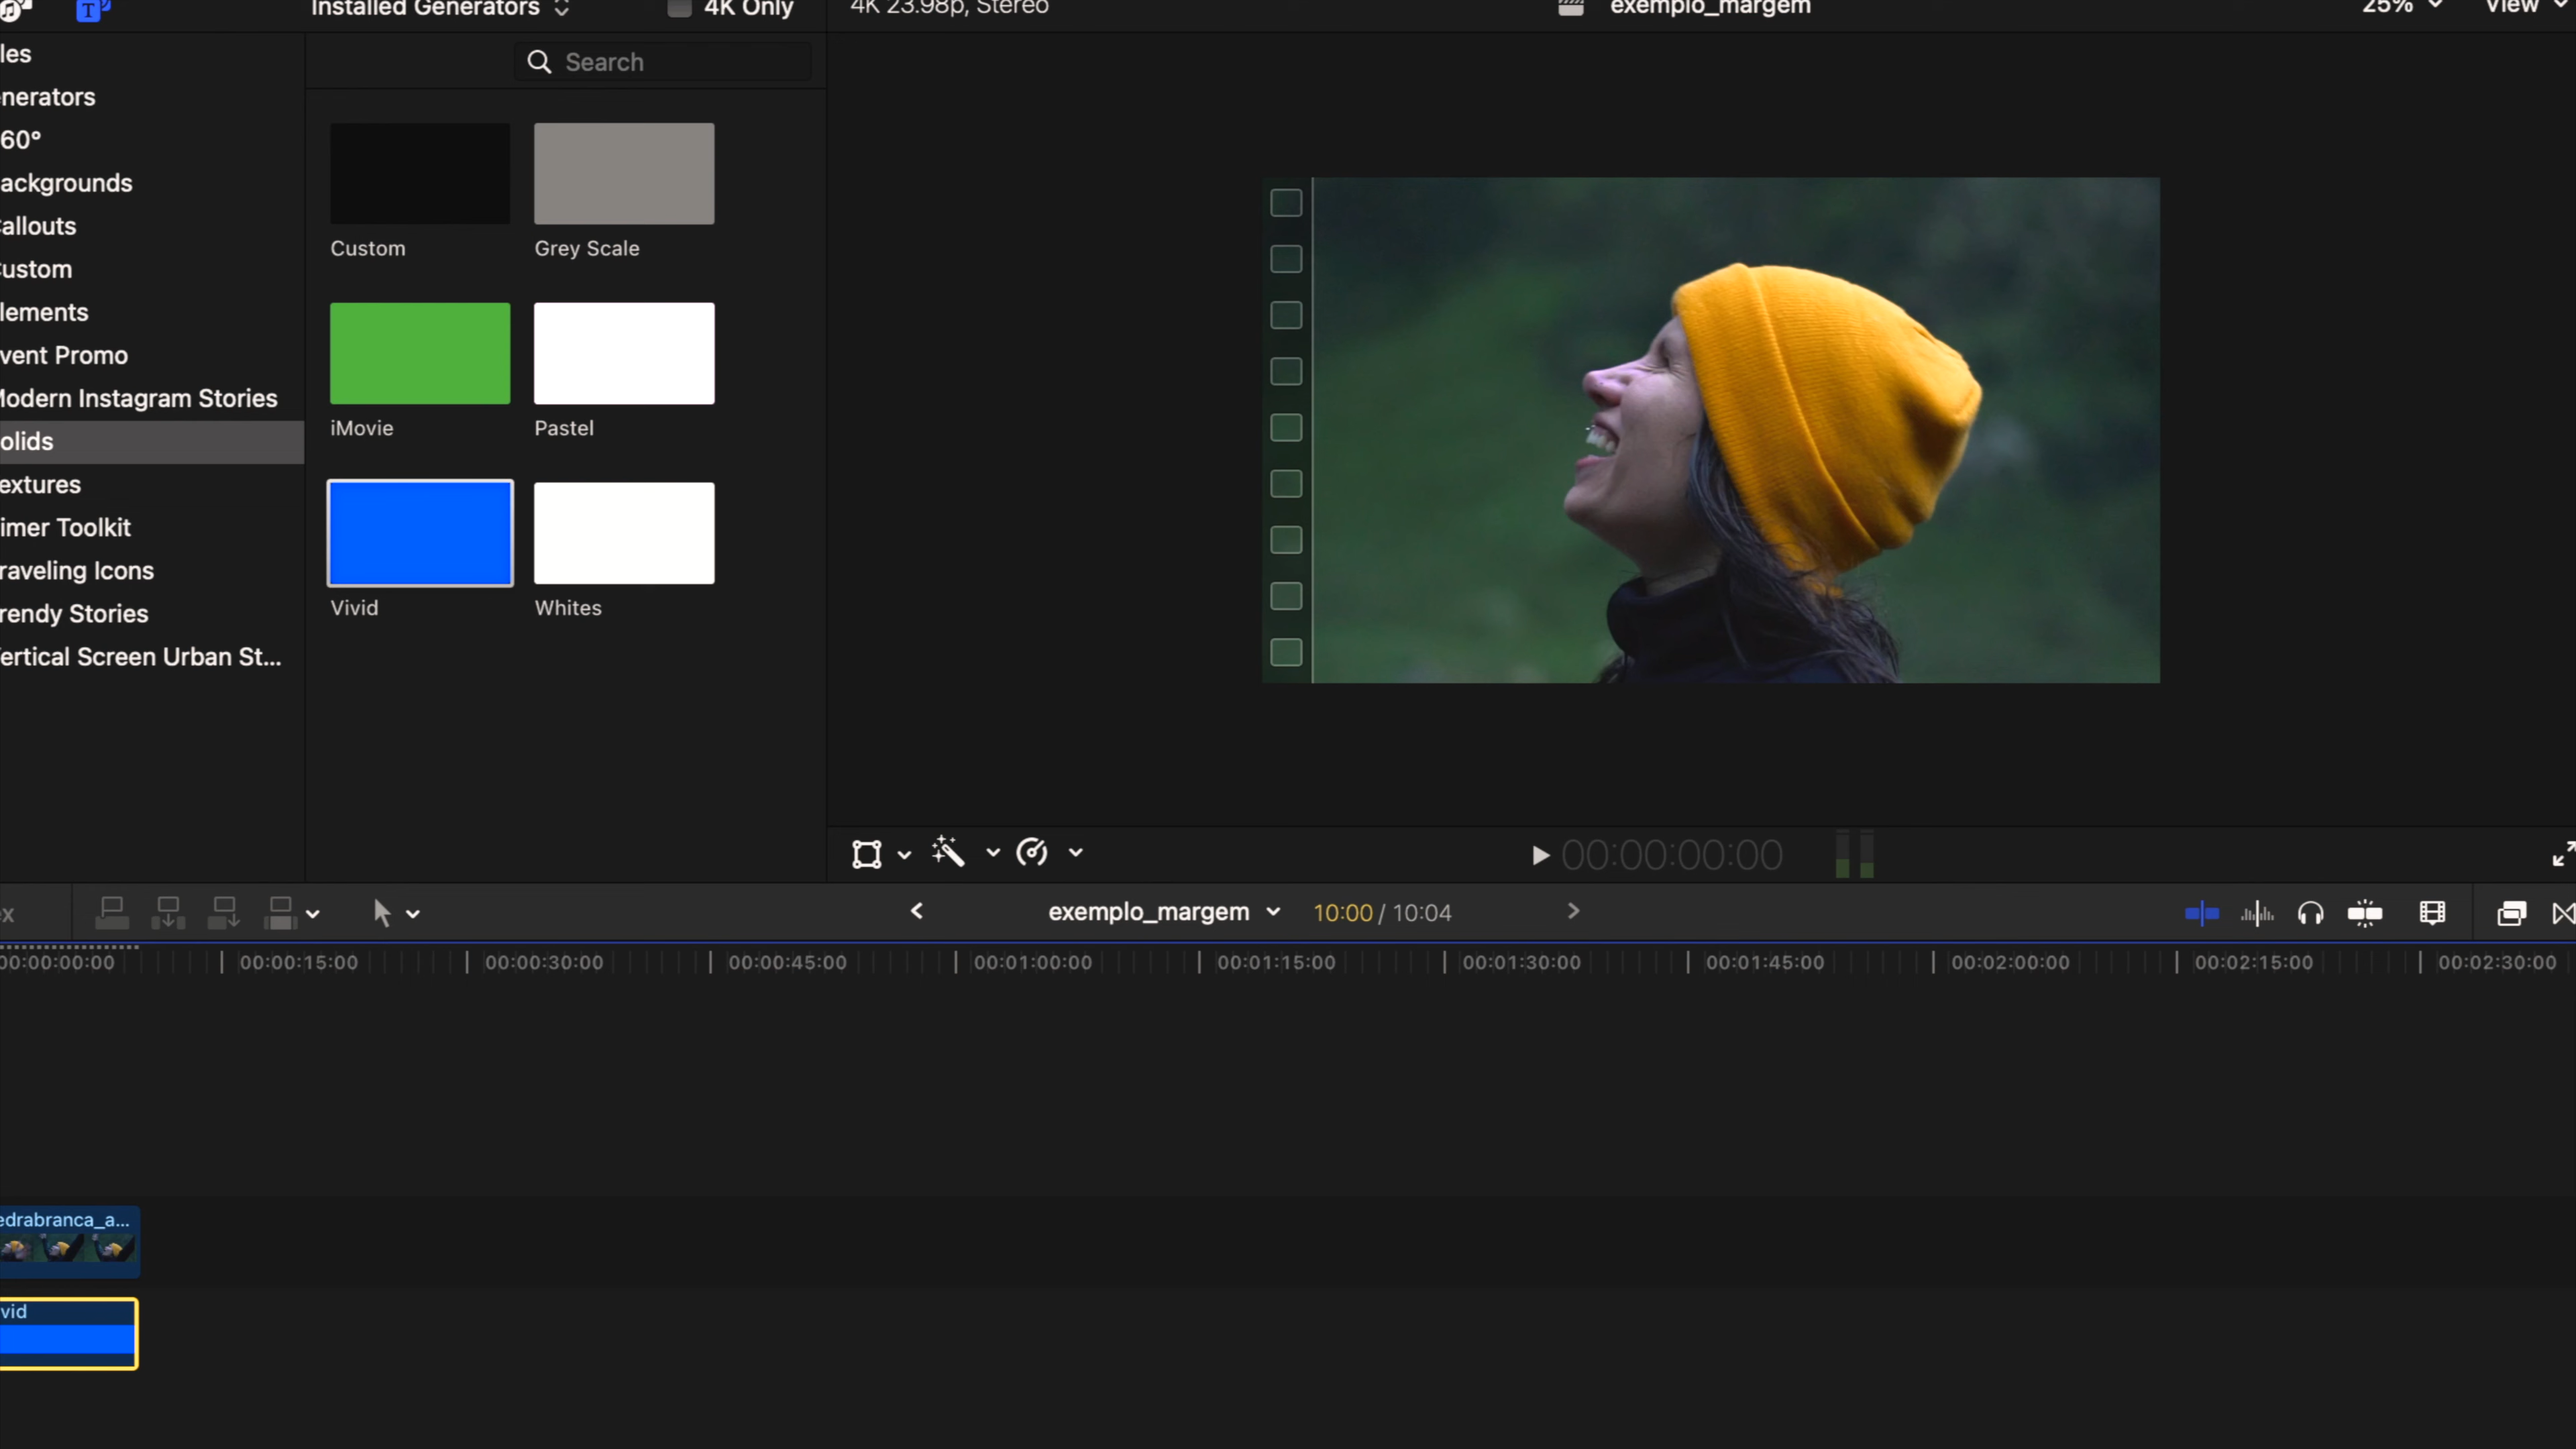 Installed Generators
4K Only
4K 23.98p, Stereo
exemplo_margem
25%
View
Search
les
nerators
60°
ackgrounds
allouts
ustom
lements
vent Promo
odern Instagram Stories
olids
extures
imer Toolkit
raveling Icons
rendy Stories
ertical Screen Urban St...
Custom
Grey Scale
iMovie
Pastel
Vivid
Whites
00:00:00:00
ex
exemplo_margem
10:00 / 10:04
00:00:00:00
00:00:15:00
00:00:30:00
00:00:45:00
00:01:00:00
00:01:15:00
00:01:30:00
00:01:45:00
00:02:00:00
00:02:15:00
00:02:30:00
edrabranca_a...
vid